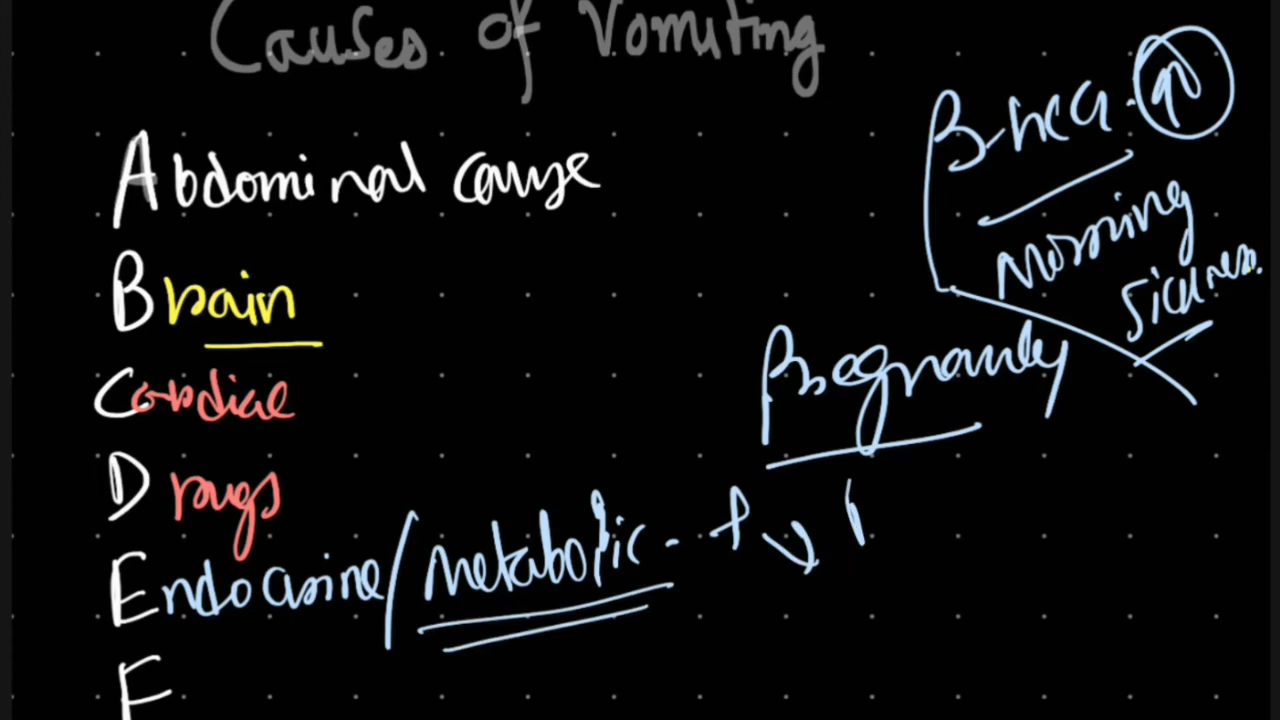 Causes of Vomiting
Abdominal cause
Brain
Cardiac
Drugs
Endocrine/metabolic
F
β-hcg
Morning
Sickness.
Pregnancy